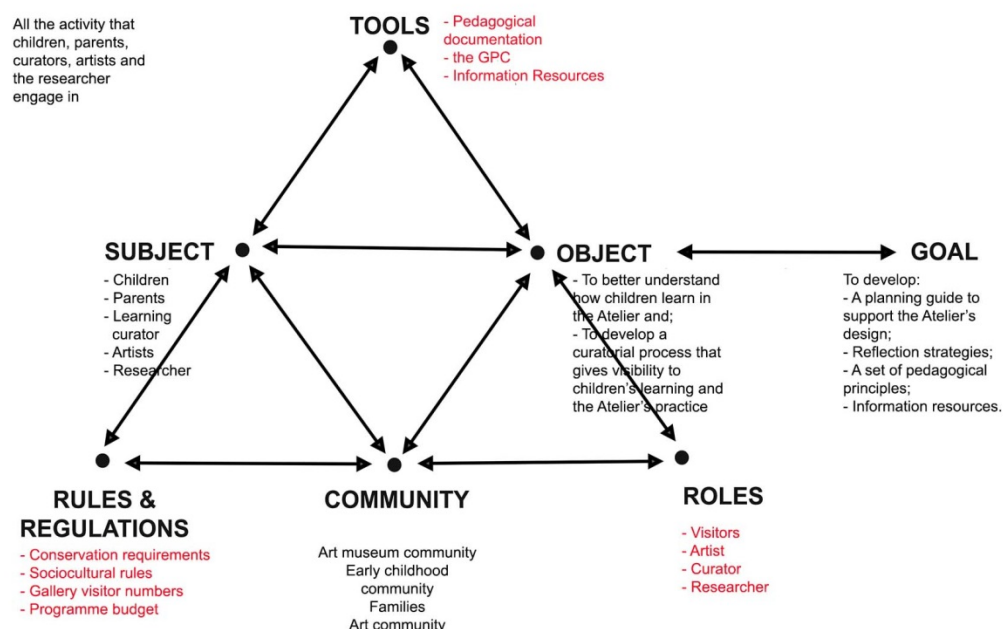 All the activity that
children, parents,
curators, artists and
the researcher
engage in
TOOLS
- Pedagogical
documentation
- the GPC
- Information Resources
SUBJECT
- Children
- Parents
- Learning
curator
- Artists
- Researcher
OBJECT
- To better understand
how children learn in
the Atelier and;
- To develop a
curatorial process that
gives visibility to
children's learning and
the Atelier's practice
GOAL
To develop:
- A planning guide to
support the Atelier's
design;
- Reflection strategies;
- A set of pedagogical
principles;
- Information resources.
RULES &
REGULATIONS
- Conservation requirements
- Sociocultural rules
- Gallery visitor numbers
- Programme budget
COMMUNITY
Art museum community
Early childhood
community
Families
Art community
ROLES
- Visitors
- Artist
- Curator
- Researcher